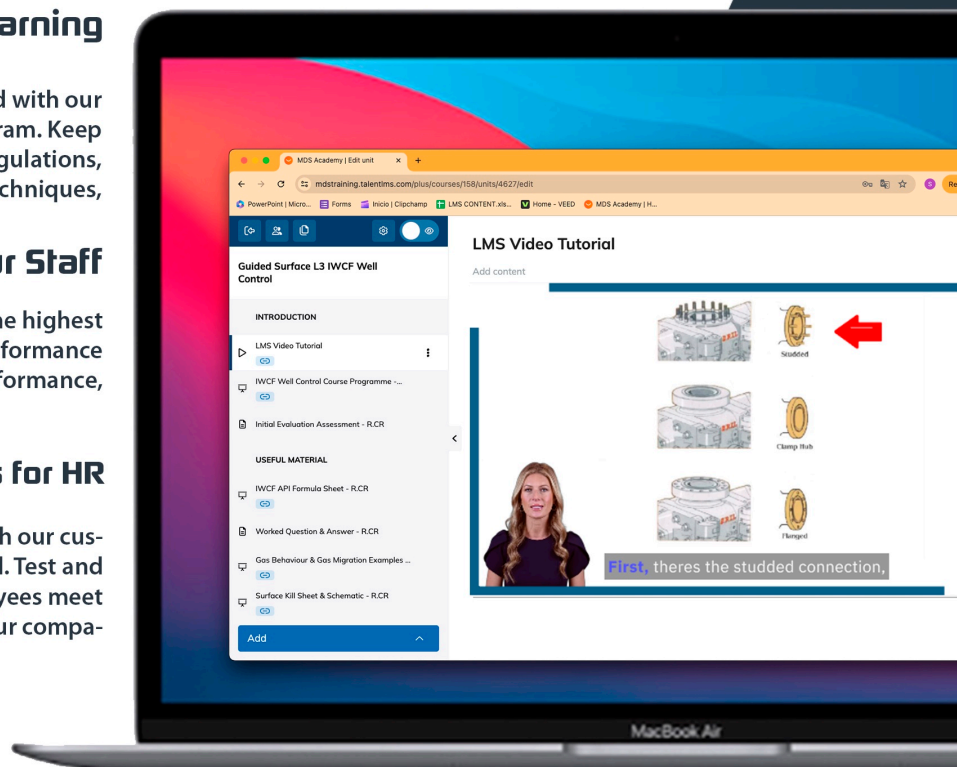 arning
d with our
ram. Keep
gulations,
chniques,
r Staff
ne highest
formance
formance,
s for HR
h our cus-
l. Test and
yees meet
ur compa-
MDS Academy | Edit unit
mdstraining.talentlms.com/plus/courses/158/units/4627/edit
S
Re
PowerPoint | Micro... Forms Inicio | Clipchamp LMS CONTENT.xls... Home - VEED MDS Academy | H...
Guided Surface L3 IWCF Well
Control
INTRODUCTION
LMS Video Tutorial
IWCF Well Control Course Programme -...
Initial Evaluation Assessment - R.CR
USEFUL MATERIAL
IWCF API Formula Sheet - R.CR
Worked Question & Answer - R.CR
Gas Behaviour & Gas Migration Examples ...
Surface Kill Sheet & Schematic - R.CR
Add
LMS Video Tutorial
Add content
Studded
Clamp Hub
Flanged
First, theres the studded connection,
MacBook Air